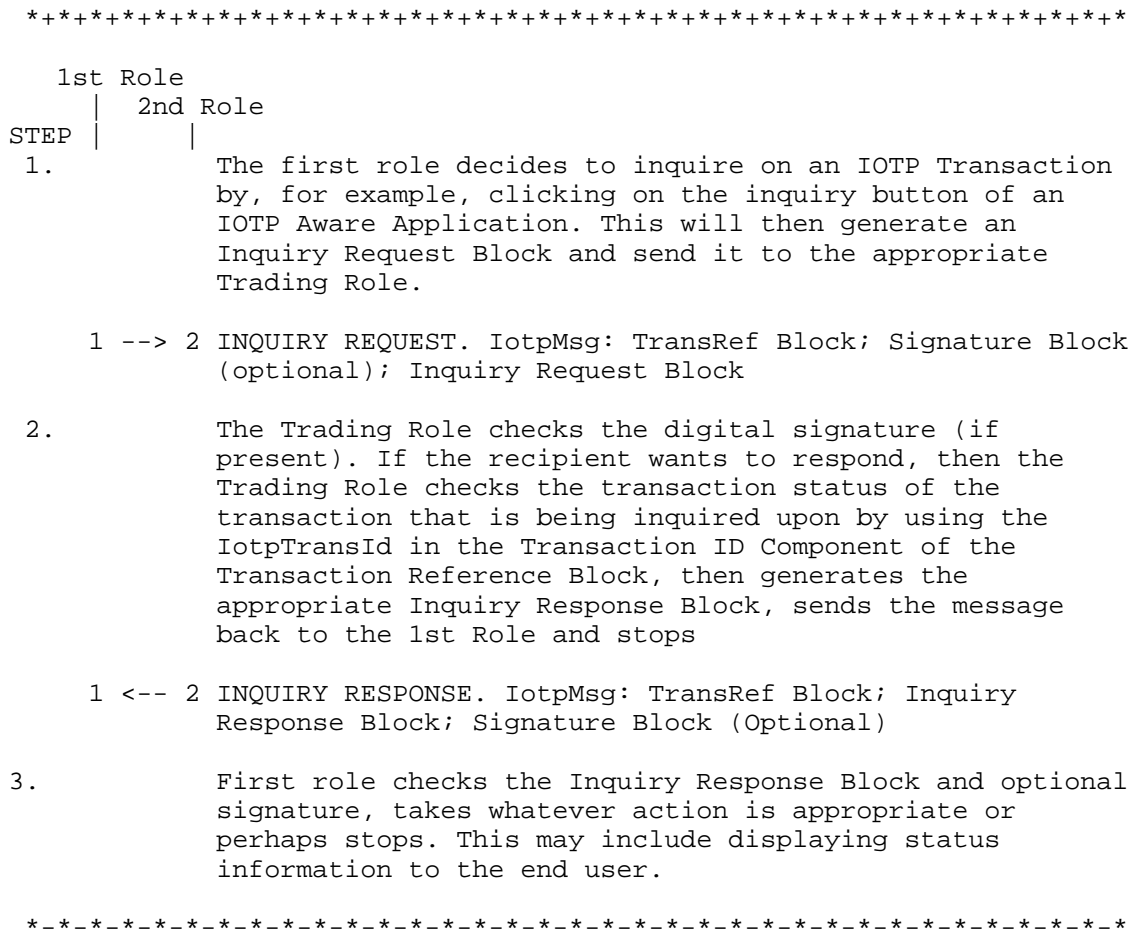 *+*+*+*+*+*+*+*+*+*+*+*+*+*+*+*+*+*+*+*+*+*+*+*+*+*+*+*+*+*+*+*+*+*+*
1st Role
| 2nd Role
STEP | |
1. The first role decides to inquire on an IOTP Transaction
by, for example, clicking on the inquiry button of an
IOTP Aware Application. This will then generate an
Inquiry Request Block and send it to the appropriate
Trading Role.
1 --> 2 INQUIRY REQUEST. IotpMsg: TransRef Block; Signature Block
(optional); Inquiry Request Block
2. The Trading Role checks the digital signature (if
present). If the recipient wants to respond, then the
Trading Role checks the transaction status of the
transaction that is being inquired upon by using the
IotpTransId in the Transaction ID Component of the
Transaction Reference Block, then generates the
appropriate Inquiry Response Block, sends the message
back to the 1st Role and stops
1 <-- 2 INQUIRY RESPONSE. IotpMsg: TransRef Block; Inquiry
Response Block; Signature Block (Optional)
3. First role checks the Inquiry Response Block and optional
signature, takes whatever action is appropriate or
perhaps stops. This may include displaying status
information to the end user.
*-*-*-*-*-*-*-*-*-*-*-*-*-*-*-*-*-*-*-*-*-*-*-*-*-*-*-*-*-*-*-*-*-*-*